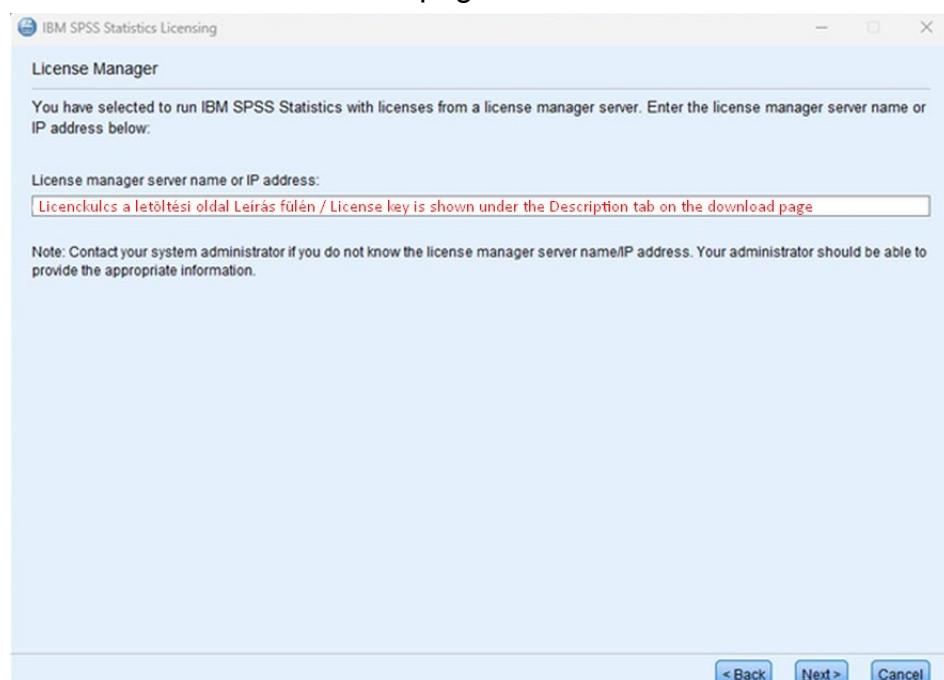 IBM SPSS Statistics Licensing
License Manager
You have selected to run IBM SPSS Statistics with licenses from a license manager server. Enter the license manager server name or
IP address below:
License manager server name or IP address:
Licenckulcs a letöltési oldal Leírás fülén / License key is shown under the Description tab on the download page
Note: Contact your system administrator if you do not know the license manager server name/IP address. Your administrator should be able to
provide the appropriate information.
< Back Next > Cancel